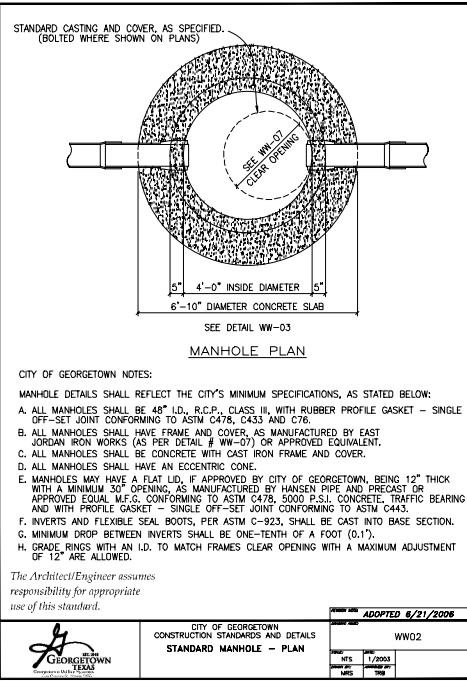 STANDARD CASTING AND COVER, AS SPECIFIED.
(BOLTED WHERE SHOWN ON PLANS)
SEE WW-07
CLEAR OPENING
5" 4'-0" INSIDE DIAMETER 5"
6'-10" DIAMETER CONCRETE SLAB
SEE DETAIL WW-03
MANHOLE PLAN
CITY OF GEORGETOWN NOTES:
MANHOLE DETAILS SHALL REFLECT THE CITY'S MINIMUM SPECIFICATIONS, AS STATED BELOW:
A. ALL MANHOLES SHALL BE 48" I.D., R.C.P., CLASS III, WITH RUBBER PROFILE GASKET - SINGLE
OFF-SET JOINT CONFORMING TO ASTM C478, C433 AND C76.
B. ALL MANHOLES SHALL HAVE FRAME AND COVER, AS MANUFACTURED BY EAST
JORDAN IRON WORKS (AS PER DETAIL # WW-07) OR APPROVED EQUIVALENT.
C. ALL MANHOLES SHALL BE CONCRETE WITH CAST IRON FRAME AND COVER.
D. ALL MANHOLES SHALL HAVE AN ECCENTRIC CONE.
E. MANHOLES MAY HAVE A FLAT LID, IF APPROVED BY CITY OF GEORGETOWN, BEING 12" THICK
WITH A MINIMUM 30" OPENING, AS MANUFACTURED BY HANSEN PIPE AND PRECAST OR
APPROVED EQUAL M.F.G. CONFORMING TO ASTM C478, 5000 P.S.I. CONCRETE, TRAFFIC BEARING
AND WITH PROFILE GASKET - SINGLE OFF-SET JOINT CONFORMING TO ASTM C443.
F. INVERTS AND FLEXIBLE SEAL BOOTS, PER ASTM C-923, SHALL BE CAST INTO BASE SECTION.
G. MINIMUM DROP BETWEEN INVERTS SHALL BE ONE-TENTH OF A FOOT (0.1').
H. GRADE RINGS WITH AN I.D. TO MATCH FRAMES CLEAR OPENING WITH A MAXIMUM ADJUSTMENT
OF 12" ARE ALLOWED.
The Architect/Engineer assumes
responsibility for appropriate
use of this standard.
ADOPTED 6/21/2006
GEORGETOWN
TEXAS
CITY OF GEORGETOWN
CONSTRUCTION STANDARDS AND DETAILS
STANDARD MANHOLE - PLAN
WW02
NTS 1/2003
MRS TRB